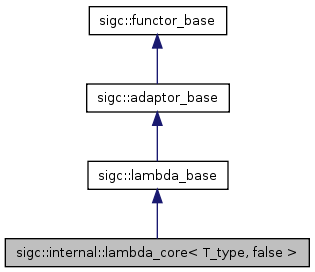 sigc::functor_base
sigc::adaptor_base
sigc::lambda_base
sigc::internal::lambda_core< T_type, false >